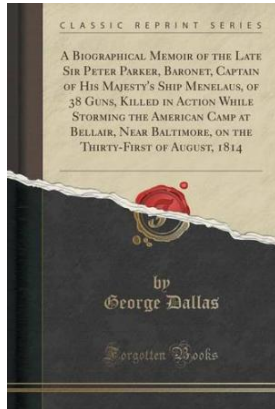 CLASSIC REPRINT SERIES
A Biographical Memoir of the Late
Sir Peter Parker, Baronet, Captain
of His Majesty's Ship Menelaus, of
38 Guns, Killed in Action While
Storming the American Camp at
Bellair, Near Baltimore, on the
Thirty-First of August, 1814
by
George Dallas
Forgotten Books